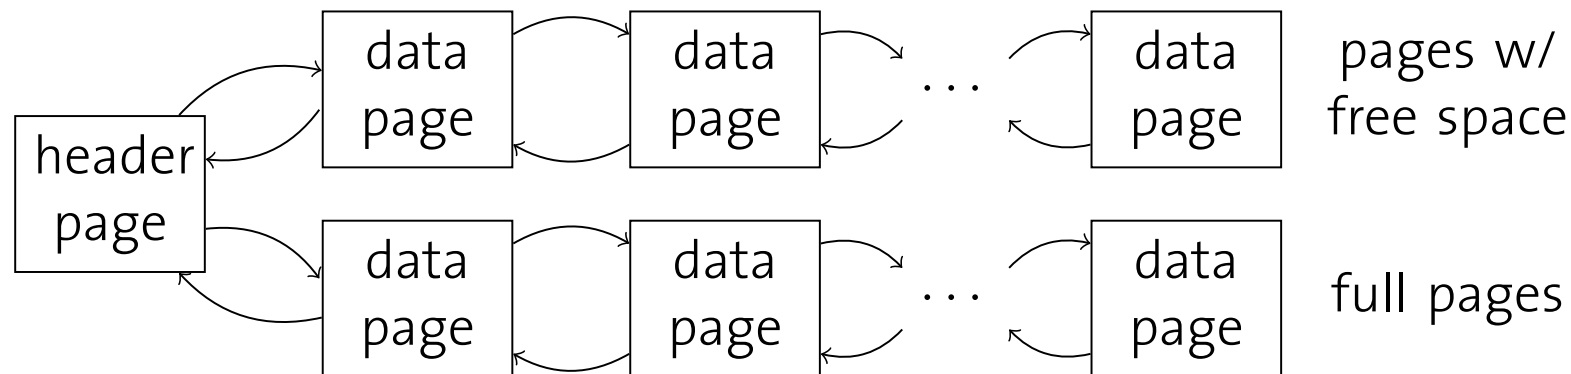 header
page
data
page
data
page
. . .
data
page
pages w/
free space
data
page
data
page
. . .
data
page
full pages